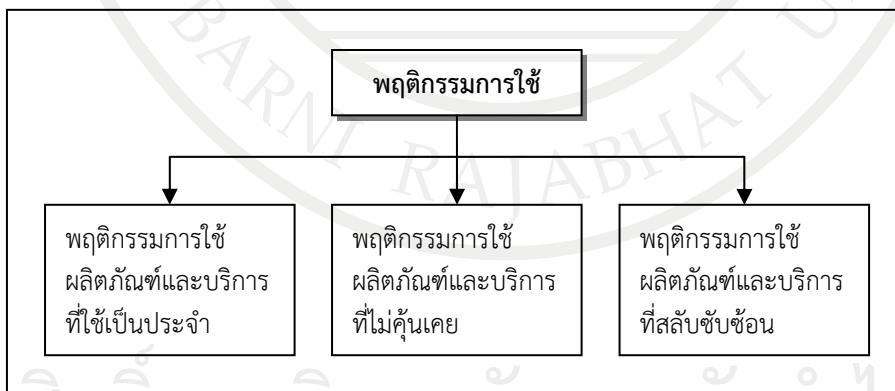 พฤติกรรมการใช้
พฤติกรรมการใช้
ผลิตภัณฑ์และบริการ
ที่ใช้เป็นประจำ
พฤติกรรมการใช้
ผลิตภัณฑ์และบริการ
ที่ไม่คุ้นเคย
พฤติกรรมการใช้
ผลิตภัณฑ์และบริการ
ที่สลับซับซ้อน
BARNI RAJABHAT U